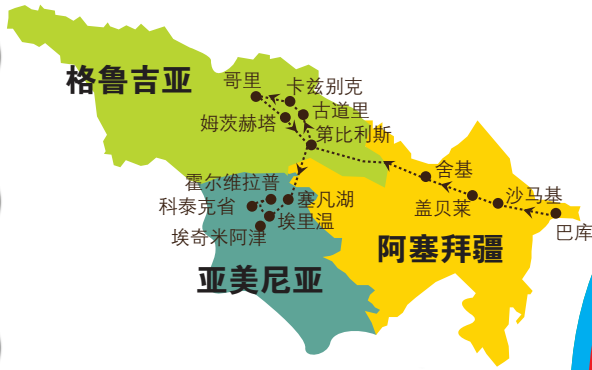 格鲁吉亚
哥里
卡兹别克
古道里
姆茨赫塔
第比利斯
霍尔维拉普
塞凡湖
科泰克省
埃里温
埃奇米阿津
亚美尼亚
舍基
盖贝莱
沙马基
巴库
阿塞拜疆